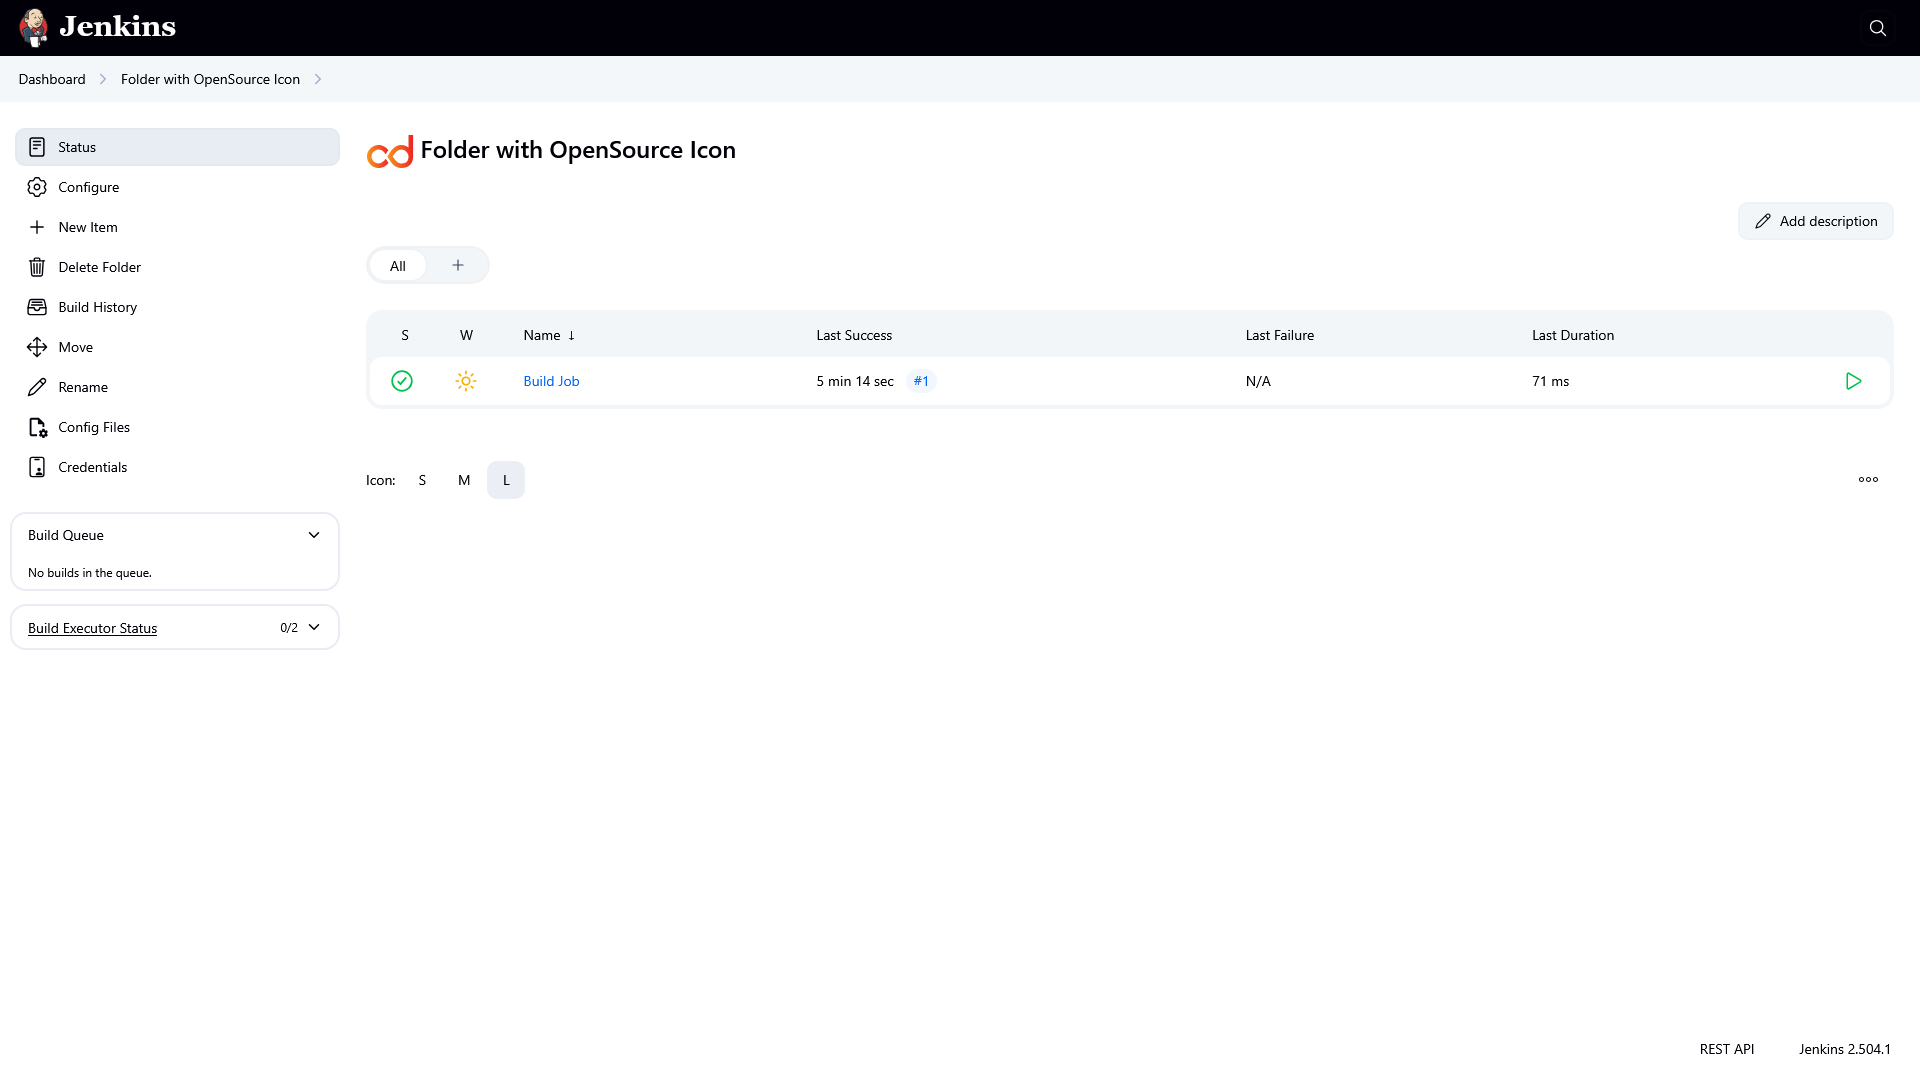 Jenkins
Dashboard
Folder with OpenSource Icon
Status
Configure
New Item
Delete Folder
Build History
Move
Rename
Config Files
Credentials
Build Queue
No builds in the queue.
Build Executor Status 0/2
cd Folder with OpenSource Icon
Add description
All +
S W Name ↓ Last Success Last Failure Last Duration
Build Job 5 min 14 sec #1 N/A 71 ms
Icon: S M L
REST API Jenkins 2.504.1